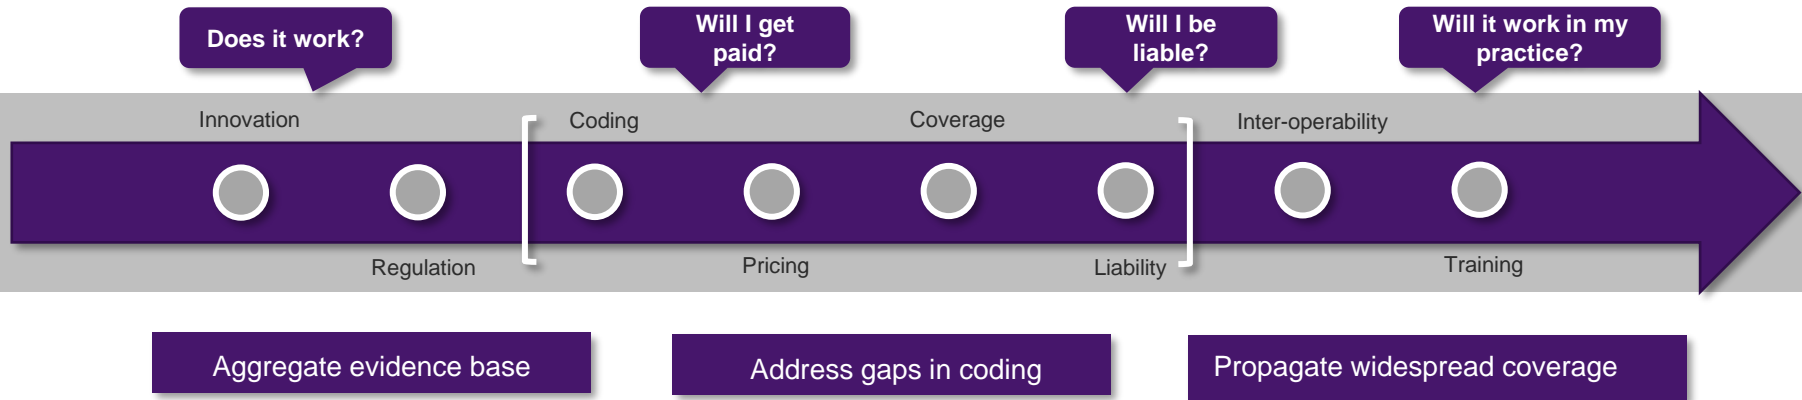 Does it work?
Will I get
paid?
Will I be
liable?
Will it work in my
practice?
Innovation
Coding
Coverage
Inter-operability
Regulation
Pricing
Liability
Training
Aggregate evidence base
Address gaps in coding
Propagate widespread coverage